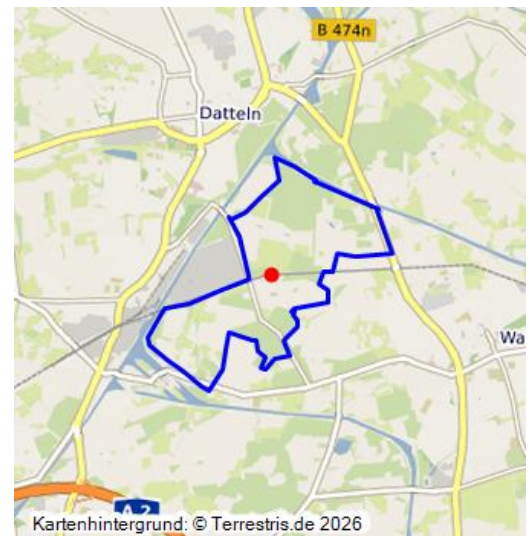 B 474n
Datteln
Wa
A 2
Kartenhintergrund: © Terrestris.de 2026